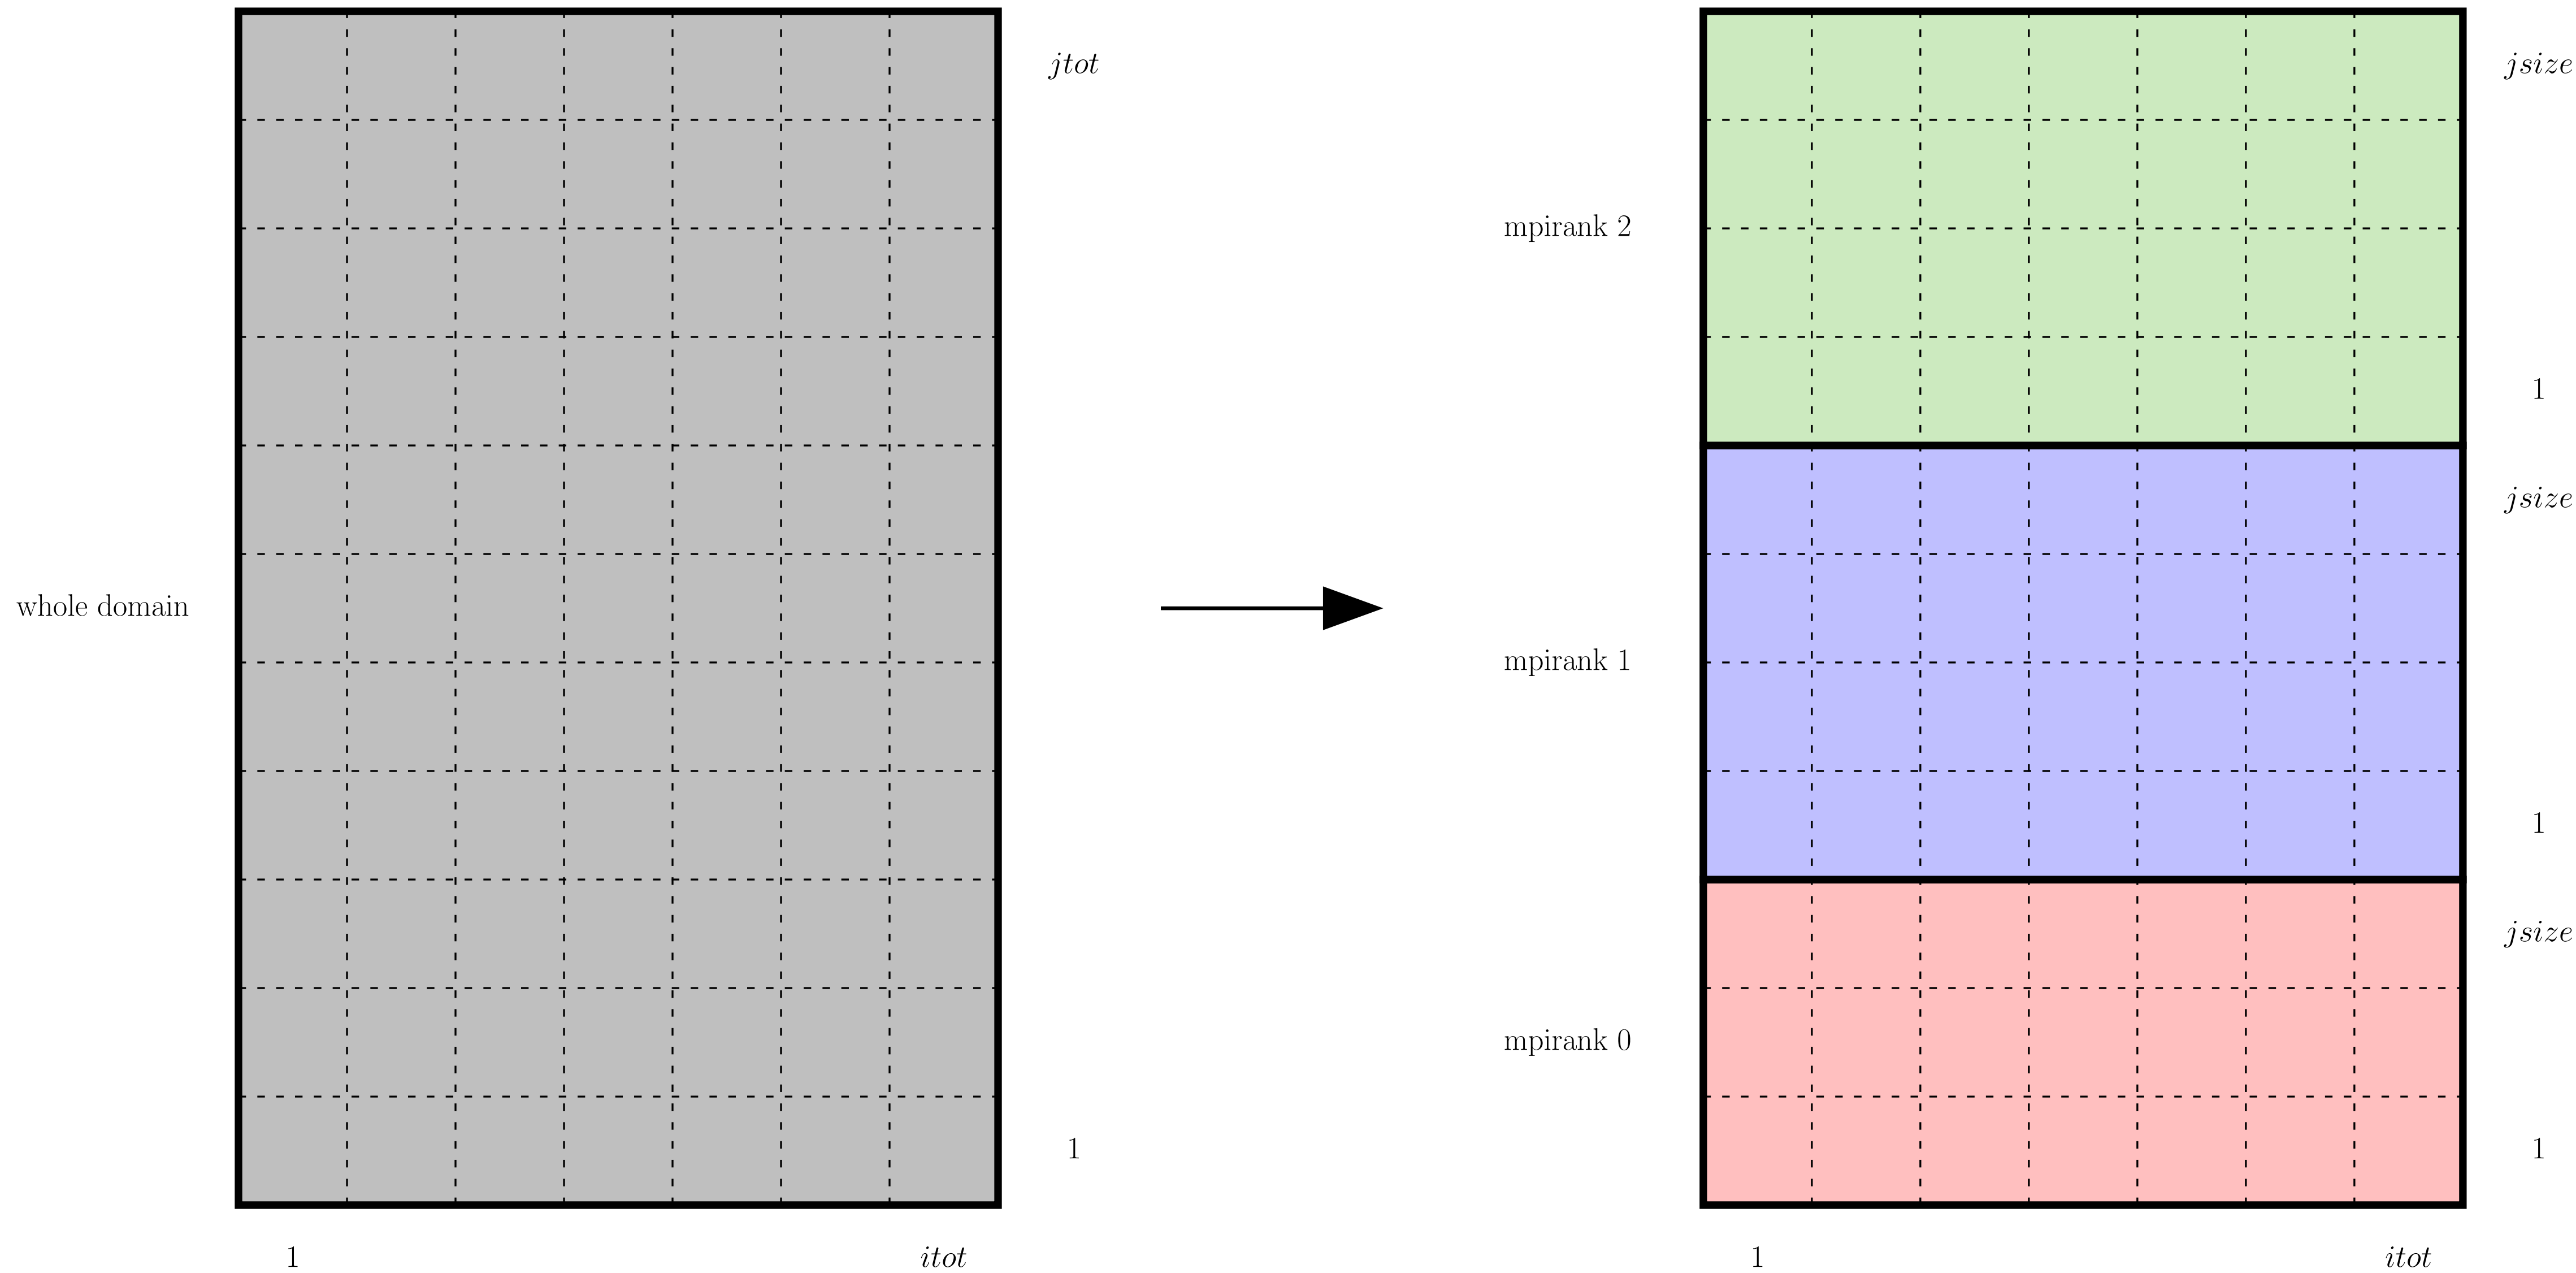 jtot
whole domain
1
1
itot
jsize
mpirank 2
1
jsize
mpirank 1
1
jsize
mpirank 0
1
1
itot